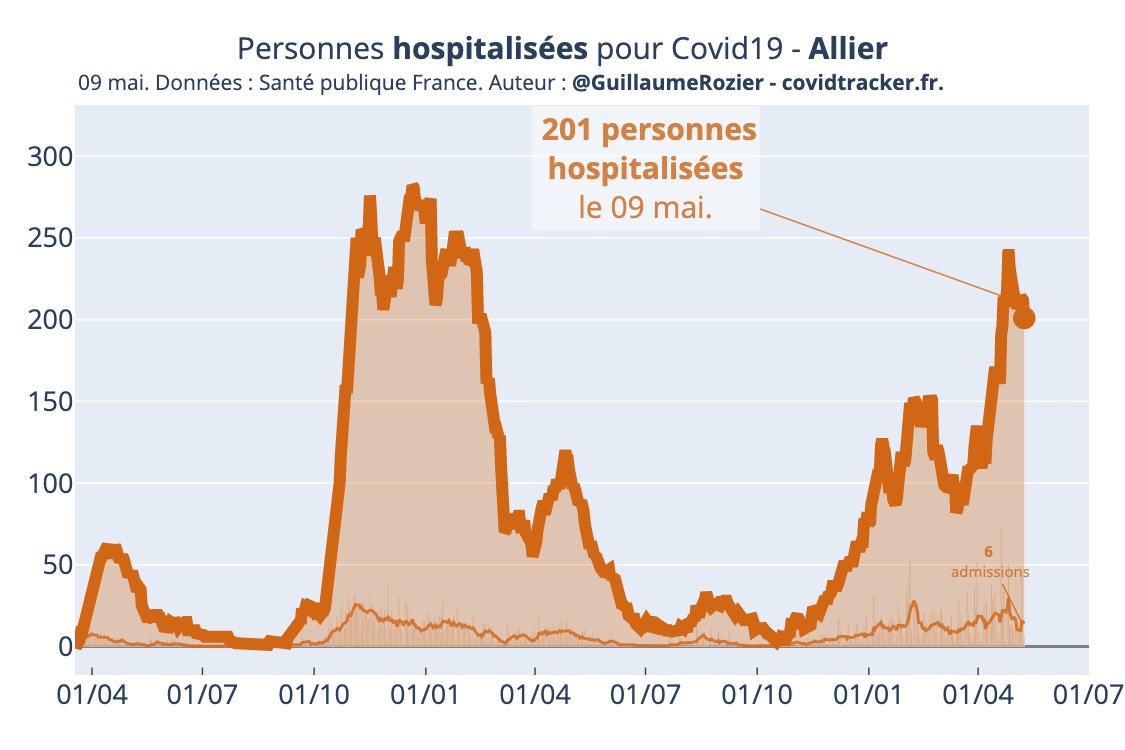 Personnes hospitalisées pour Covid19 - Allier
09 mai. Données : Santé publique France. Auteur : @GuillaumeRozier - covidtracker.fr.
201 personnes
hospitalisées
le 09 mai.
300
250
200
150
100
50
0
6
admissions
01/04 01/07 01/10 01/01 01/04 01/07 01/10 01/01 01/04 01/07